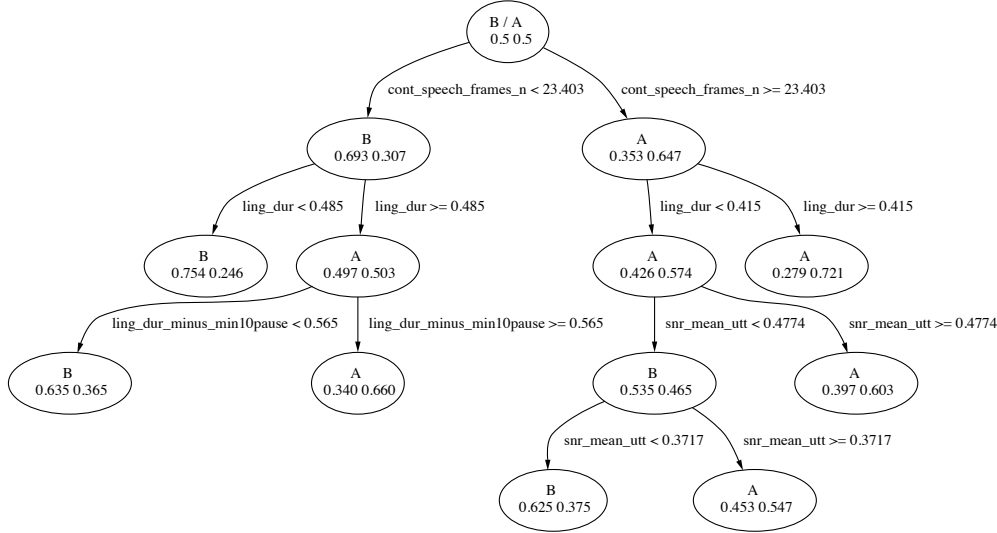 B / A
0.5 0.5
cont_speech_frames_n < 23.403
cont_speech_frames_n >= 23.403
B
0.693 0.307
A
0.353 0.647
ling_dur < 0.485
ling_dur >= 0.485
ling_dur < 0.415
ling_dur >= 0.415
B
0.754 0.246
A
0.497 0.503
A
0.426 0.574
A
0.279 0.721
ling_dur_minus_min10pause < 0.565
ling_dur_minus_min10pause >= 0.565
snr_mean_utt < 0.4774
snr_mean_utt >= 0.4774
B
0.635 0.365
A
0.340 0.660
B
0.535 0.465
A
0.397 0.603
snr_mean_utt < 0.3717
snr_mean_utt >= 0.3717
B
0.625 0.375
A
0.453 0.547